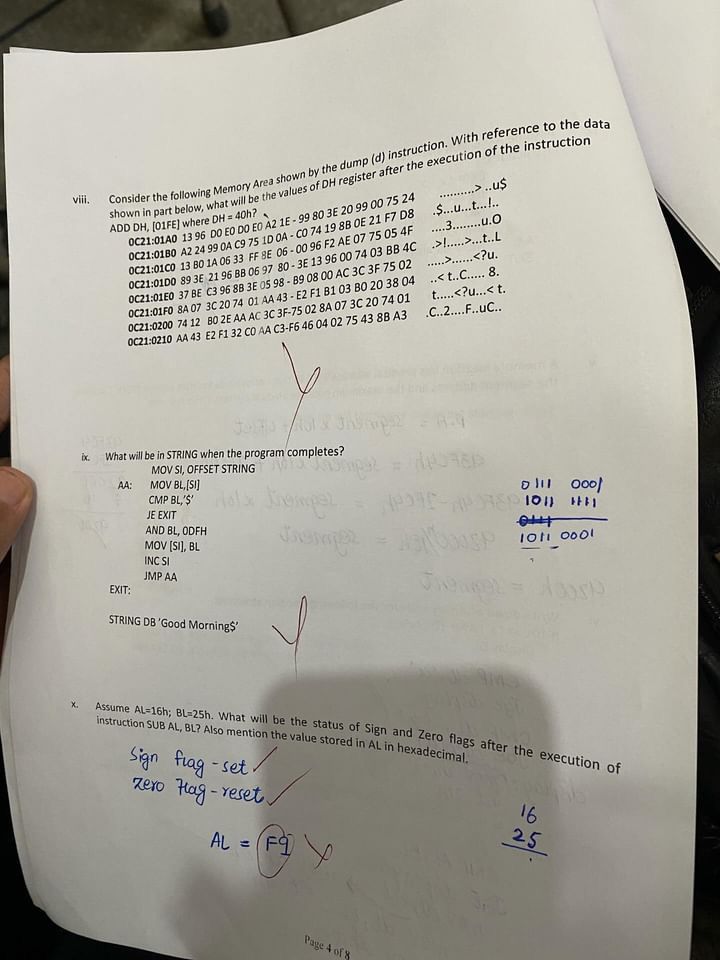 viii. Consider the following Memory Area shown by the dump (d) instruction. With reference to the data
shown in part below, what will be the values of DH register after the execution of the instruction
ADD DH, [01FE] where DH = 40h?
0C21:01A0 13 96 D0 E0 D0 E0 A2 1E - 99 80 3E 20 99 00 75 24 ..........> ..u$
0C21:01B0 A2 24 99 0A C9 75 1D 0A - C0 74 19 8B 0E 21 F7 D8 .$...u...t...!..
0C21:01C0 13 B0 1A 06 33 FF 8E 06 - 00 96 F2 AE 07 75 05 4F ....3........u.O
0C21:01D0 89 3E 21 96 BB 06 97 80 - 3E 13 96 00 74 03 BB 4C .>!.....>...t..L
0C21:01E0 37 BE C3 96 8B 3E 05 98 - B9 08 00 AC 3C 3F 75 02 .....>......<?u.
0C21:01F0 8A 07 3C 20 74 01 AA 43 - E2 F1 B1 03 B0 20 38 04 ..< t..C..... 8.
0C21:0200 74 12 B0 2E AA AC 3C 3F-75 02 8A 07 3C 20 74 01 t.....<?u...< t.
0C21:0210 AA 43 E2 F1 32 C0 AA C3-F6 46 04 02 75 43 8B A3 .C..2....F..uC..
ix. What will be in STRING when the program completes?
MOV SI, OFFSET STRING
AA: MOV BL,[SI]
CMP BL,'$'
JE EXIT
AND BL, 0DFH
MOV [SI], BL
INC SI
JMP AA
EXIT:
STRING DB 'Good Morning$'
0111 0001
1011 1111
0111
1011 0001
x. Assume AL=16h; BL=25h. What will be the status of Sign and Zero flags after the execution of
instruction SUB AL, BL? Also mention the value stored in AL in hexadecimal.
Sign flag - set
Zero flag - reset
AL = F9
16
25
Page 4 of 8